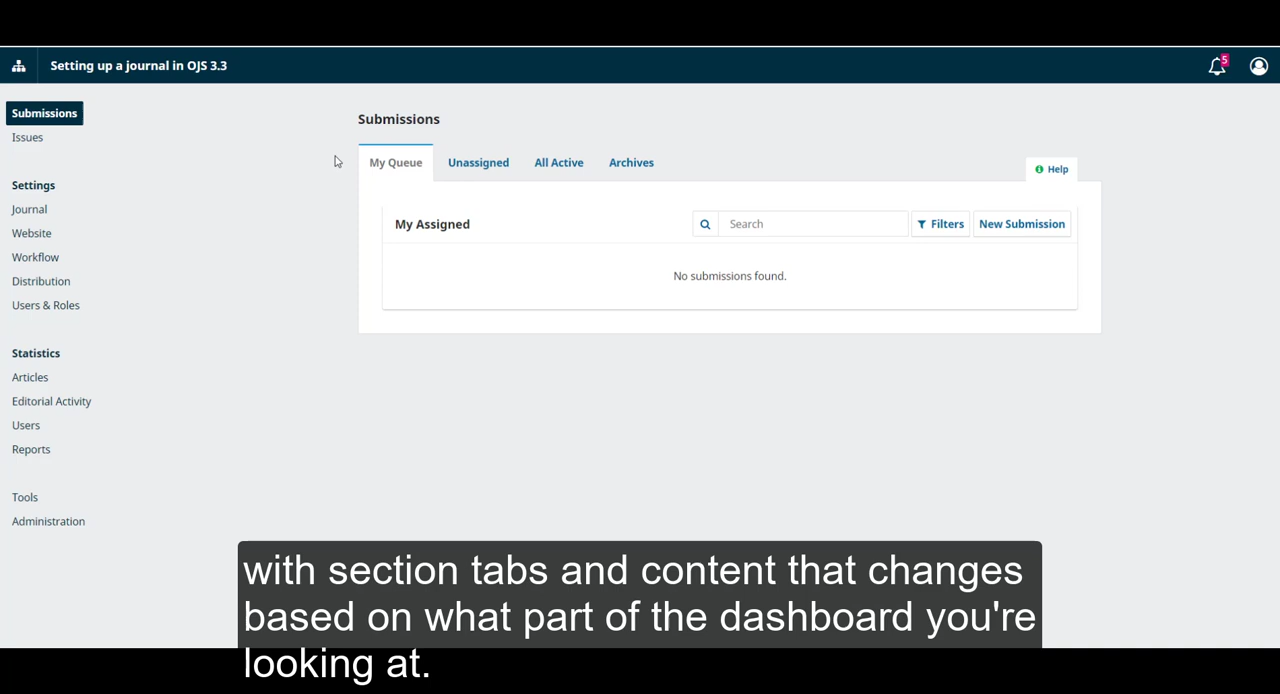 Setting up a journal in OJS 3.3
5
Submissions
Issues
Settings
Journal
Website
Workflow
Distribution
Users & Roles
Statistics
Articles
Editorial Activity
Users
Reports
Tools
Administration
Submissions
My Queue Unassigned All Active Archives
Help
My Assigned Search Filters New Submission
No submissions found.
with section tabs and content that changes
based on what part of the dashboard you're
looking at.